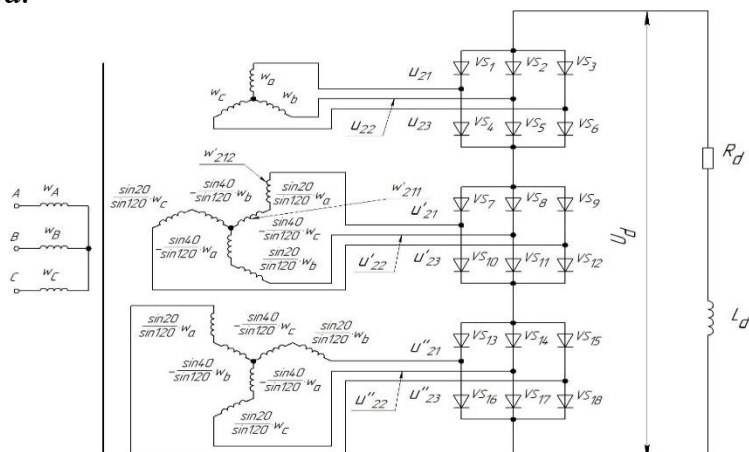 w_a
w_c
w_b
u_21
u_22
u_23
VS_1
VS_2
VS_3
VS_4
VS_5
VS_6
U_d
R_d
L_d
A
w_A
B
w_B
C
w_C
w'_212
w'_211
sin20/sin120 w_c
-sin40/sin120 w_b
sin20/sin120 w_a
-sin40/sin120 w_c
-sin40/sin120 w_a
sin20/sin120 w_b
u'_21
u'_22
u'_23
VS_7
VS_8
VS_9
VS_10
VS_11
VS_12
sin20/sin120 w_a
-sin40/sin120 w_c
sin20/sin120 w_b
-sin40/sin120 w_b
-sin40/sin120 w_a
sin20/sin120 w_c
u''_21
u''_22
u''_23
VS_13
VS_14
VS_15
VS_16
VS_17
VS_18